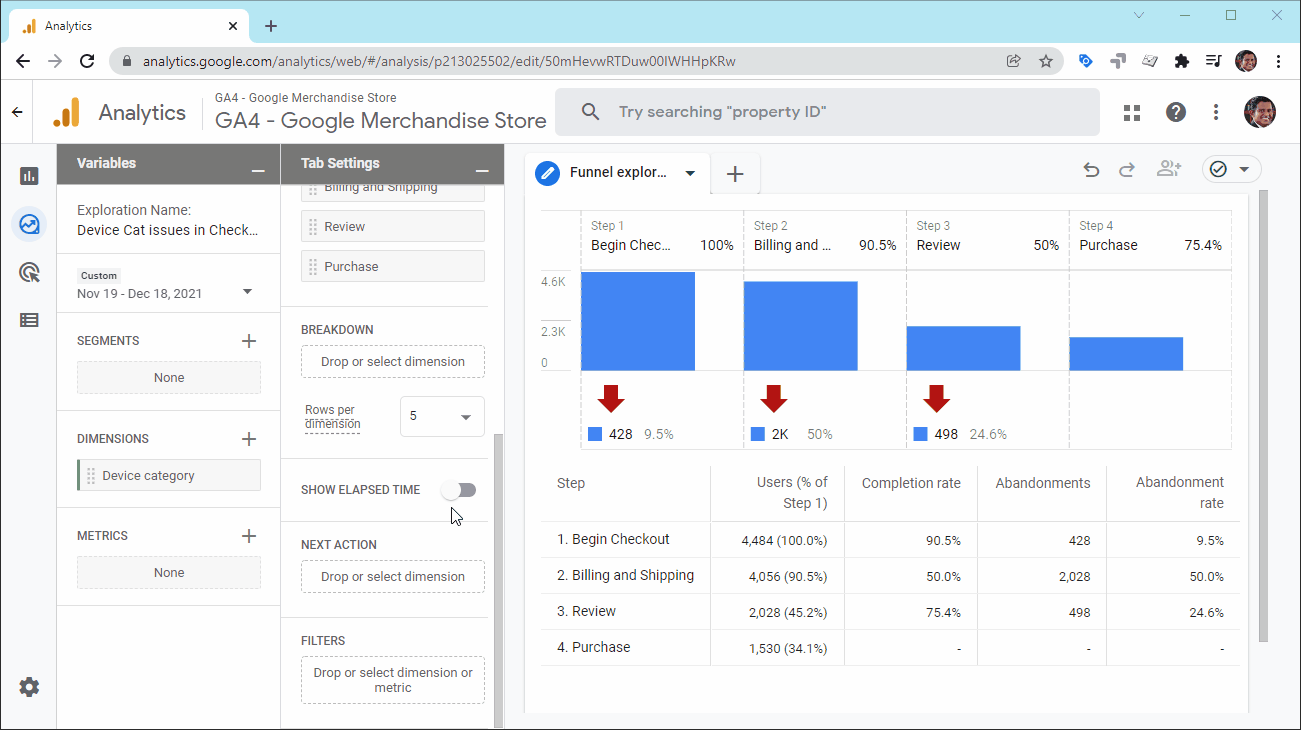 Analytics
analytics.google.com/analytics/web/#/analysis/p213025502/edit/50mHevwRTDuw00IWHHpKRw
Analytics
GA4 - Google Merchandise Store
GA4 - Google Merchandise Store
Try searching "property ID"
Variables
Exploration Name:
Device Cat issues in Check...
Custom
Nov 19 - Dec 18, 2021
SEGMENTS
None
DIMENSIONS
Device category
METRICS
None
Tab Settings
Billing and Shipping
Review
Purchase
BREAKDOWN
Drop or select dimension
Rows per
dimension
5
SHOW ELAPSED TIME
NEXT ACTION
Drop or select dimension
FILTERS
Drop or select dimension or
metric
Funnel explor...
Step 1
Begin Chec... 100%
Step 2
Billing and ... 90.5%
Step 3
Review 50%
Step 4
Purchase 75.4%
4.6K
2.3K
0
428 9.5%
2K 50%
498 24.6%
Step
Users (% of
Step 1)
Completion rate
Abandonments
Abandonment
rate
1. Begin Checkout 4,484 (100.0%) 90.5% 428 9.5%
2. Billing and Shipping 4,056 (90.5%) 50.0% 2,028 50.0%
3. Review 2,028 (45.2%) 75.4% 498 24.6%
4. Purchase 1,530 (34.1%) - - -